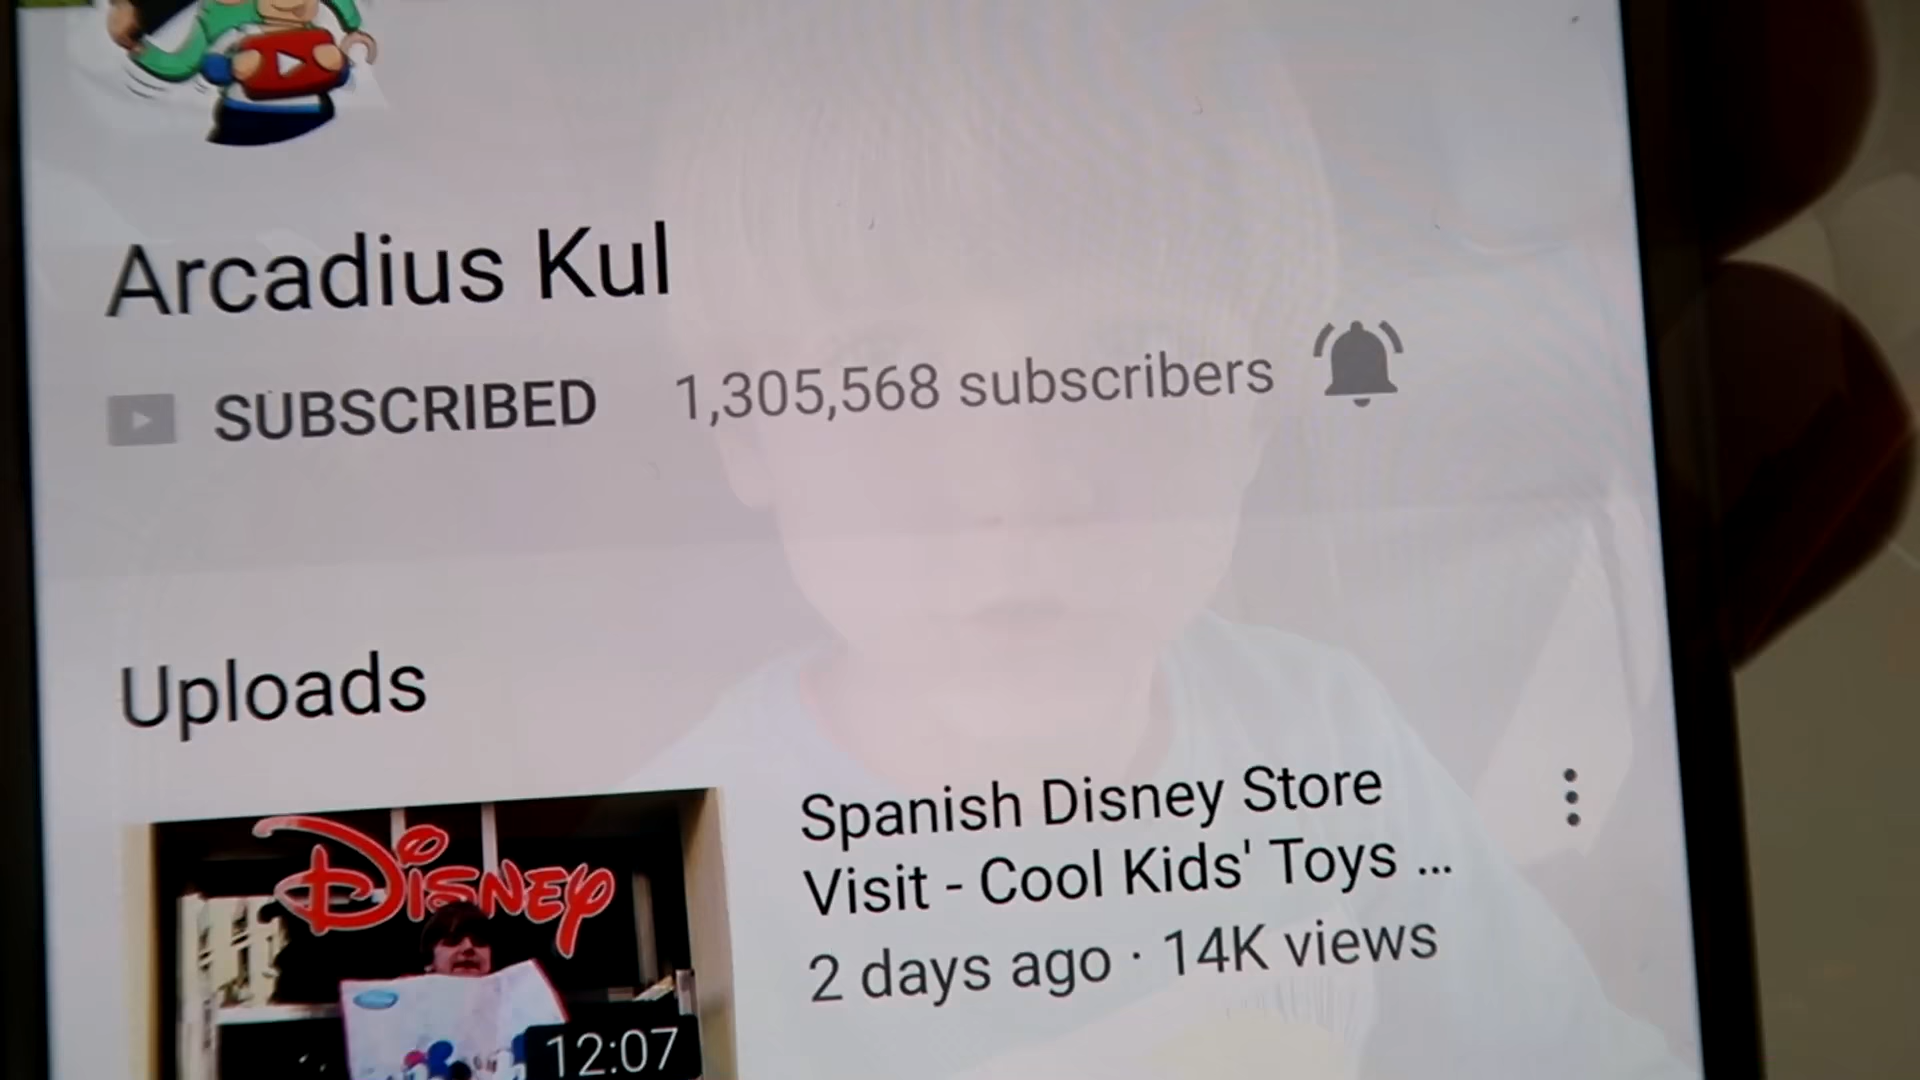 Arcadius Kul
SUBSCRIBED 1,305,568 subscribers
Uploads
Spanish Disney Store
Visit - Cool Kids' Toys ...
2 days ago · 14K views
Disney
12:07